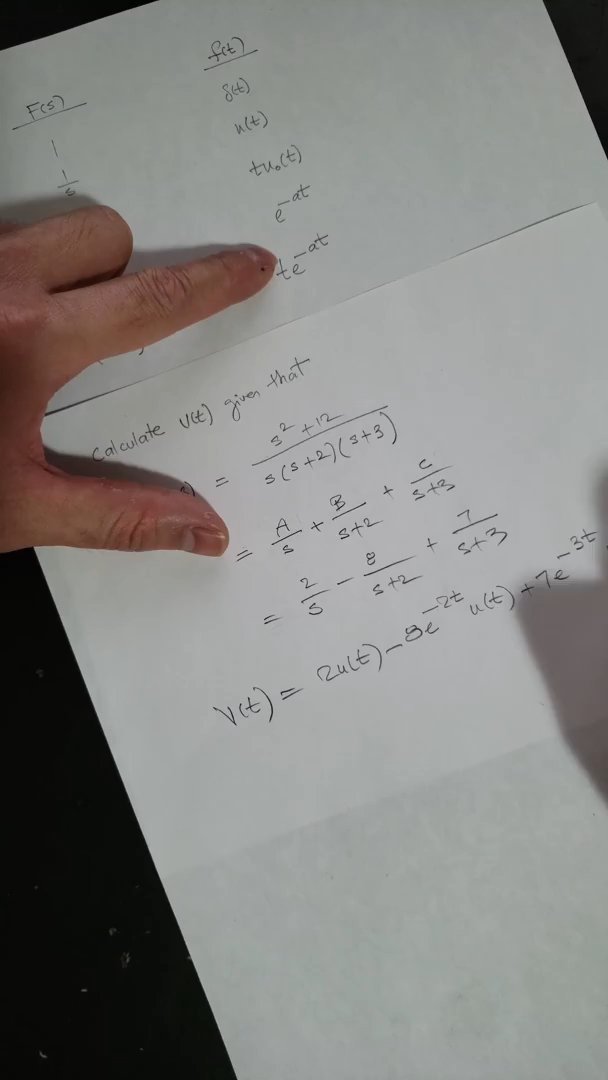 F(s) f(t)
1 δ(t)
1/s u(t)
tu₀(t)
e^-at
te^-at
Calculate V(t) given that
) = s²+12 / s(s+2)(s+3)
= A/s + B/s+2 + C/s+3
= 2/s - 8/s+2 + 7/s+3
V(t) = 2u(t) - 8e^-2t u(t) + 7e^-3t